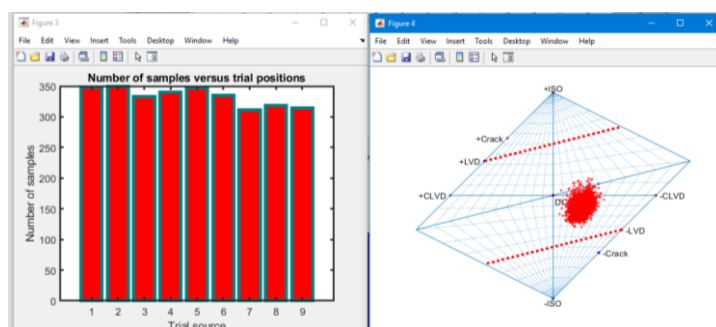 Figure 3
File Edit View Insert Tools Desktop Window Help
Number of samples versus trial positions
350
300
250
200
150
100
50
0
Number of samples
1 2 3 4 5 6 7 8 9
Trial source
Figure 4
File Edit View Insert Tools Desktop Window Help
+ISO
+Crack
+LVD
+CLVD
DC
-CLVD
-LVD
-Crack
-ISO